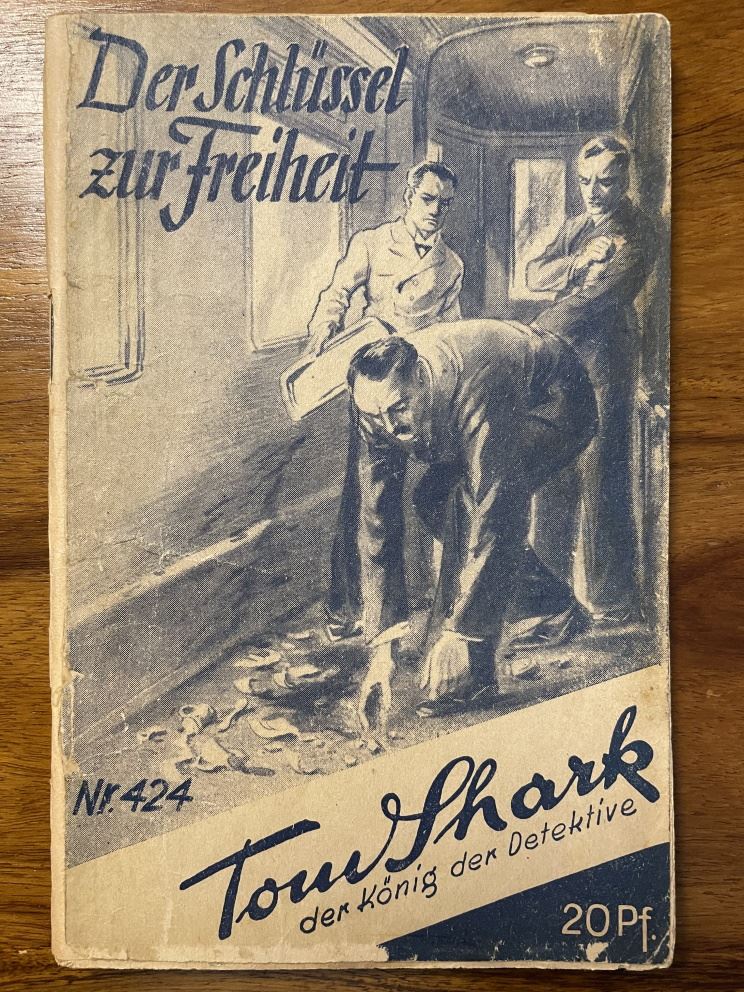 Der Schlüssel
zur Freiheit
Nr. 424
Tom Shark
der König der Detektive
20 Pf.